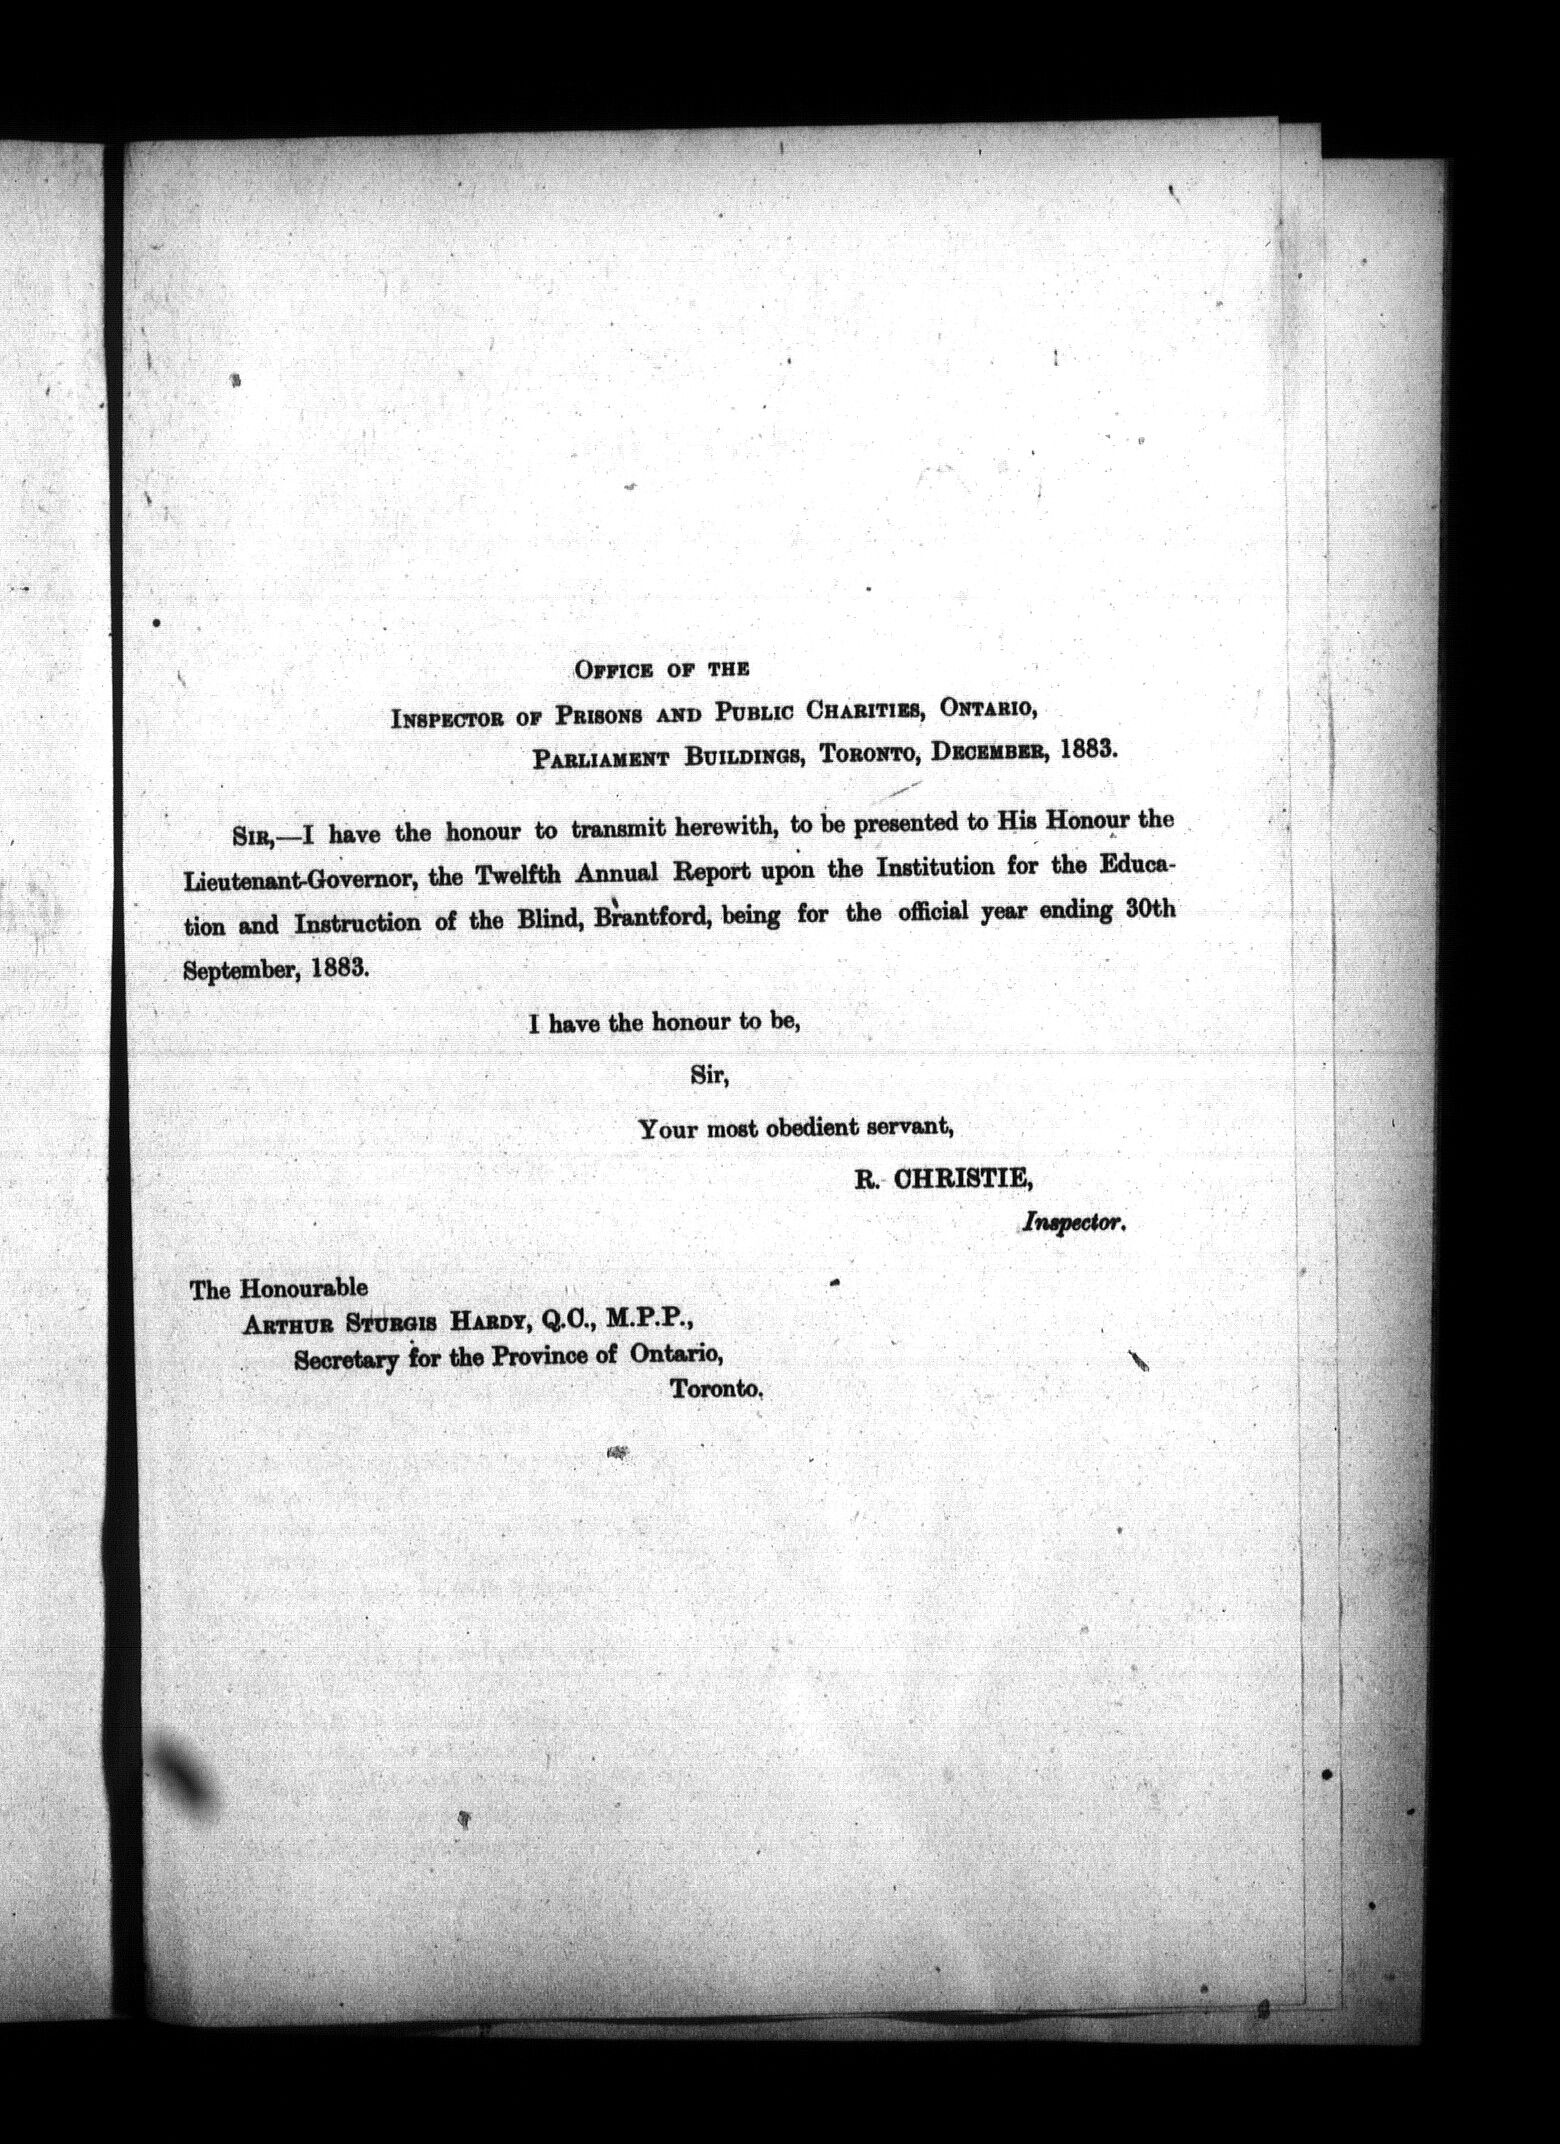 OFFICE OF THE
INSPECTOR OF PRISONS AND PUBLIC CHARITIES, ONTARIO,
PARLIAMENT BUILDINGS, TORONTO, DECEMBER, 1883.
SIR,—I have the honour to transmit herewith, to be presented to His Honour the
Lieutenant-Governor, the Twelfth Annual Report upon the Institution for the Educa-
tion and Instruction of the Blind, Brantford, being for the official year ending 30th
September, 1883.
I have the honour to be,
Sir,
Your most obedient servant,
R. CHRISTIE,
Inspector.
The Honourable
ARTHUR STURGIS HARDY, Q.C., M.P.P.,
Secretary for the Province of Ontario,
Toronto.